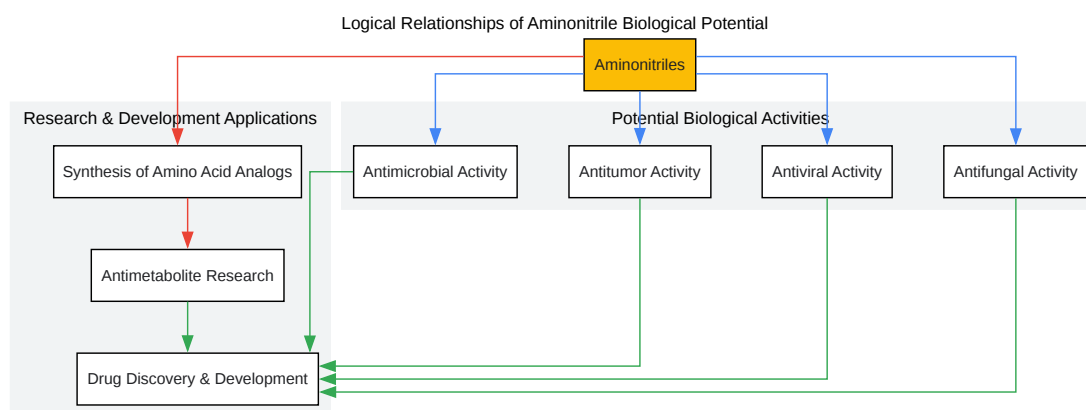 Logical Relationships of Aminonitrile Biological Potential
Aminonitriles
Research & Development Applications
Potential Biological Activities
Synthesis of Amino Acid Analogs
Antimicrobial Activity
Antitumor Activity
Antiviral Activity
Antifungal Activity
Antimetabolite Research
Drug Discovery & Development